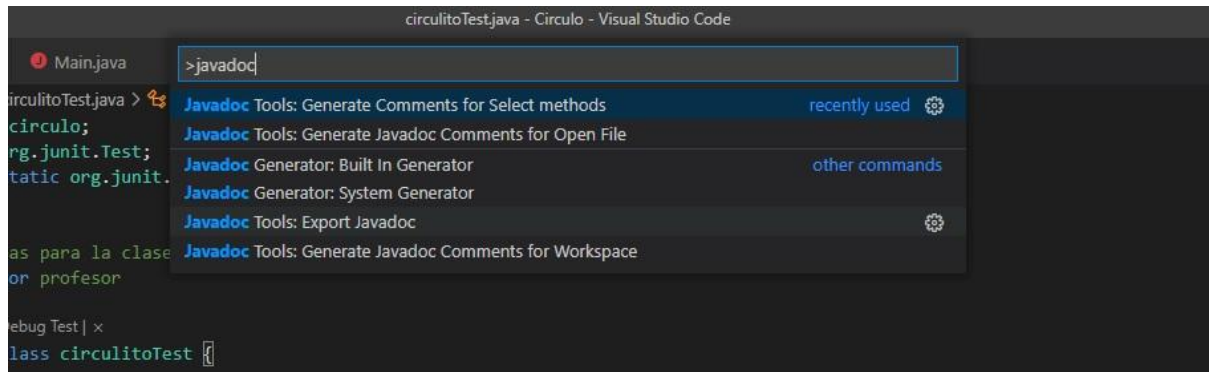 circulitoTest.java - Circulo - Visual Studio Code
Main.java
>javadoc
irculitoTest.java >
Javadoc Tools: Generate Comments for Select methods recently used
circulo;
Javadoc Tools: Generate Javadoc Comments for Open File
rg.junit.Test;
Javadoc Generator: Built In Generator other commands
tatic org.junit.
Javadoc Generator: System Generator
Javadoc Tools: Export Javadoc
as para la clase
Javadoc Tools: Generate Javadoc Comments for Workspace
or profesor
ebug Test | ×
lass circulitoTest {